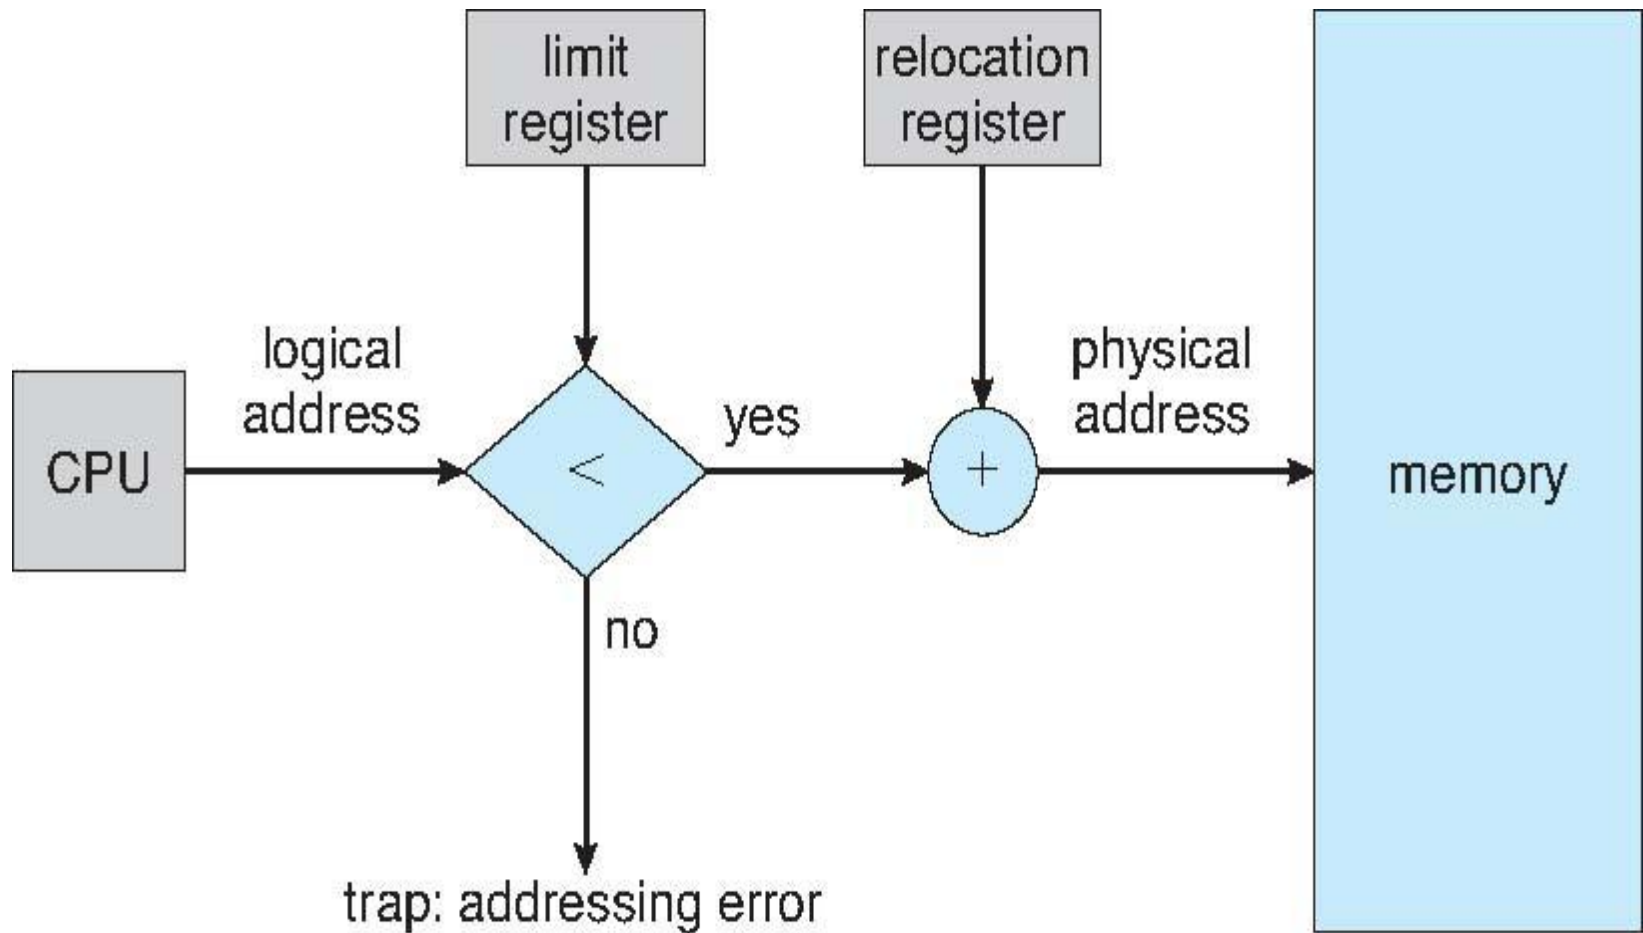 limit
register
relocation
register
logical
address
physical
address
yes
CPU
<
+
memory
no
trap: addressing error